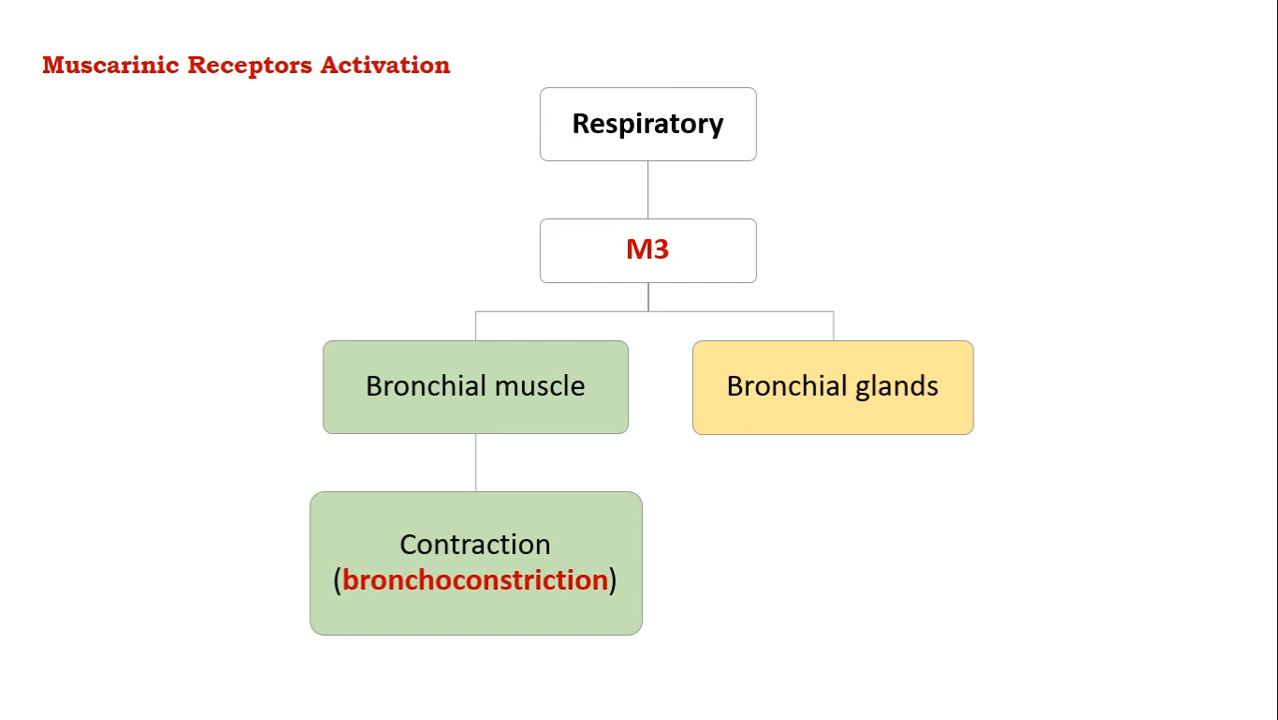 Muscarinic Receptors Activation
Respiratory
M3
Bronchial muscle
Bronchial glands
Contraction
(bronchoconstriction)